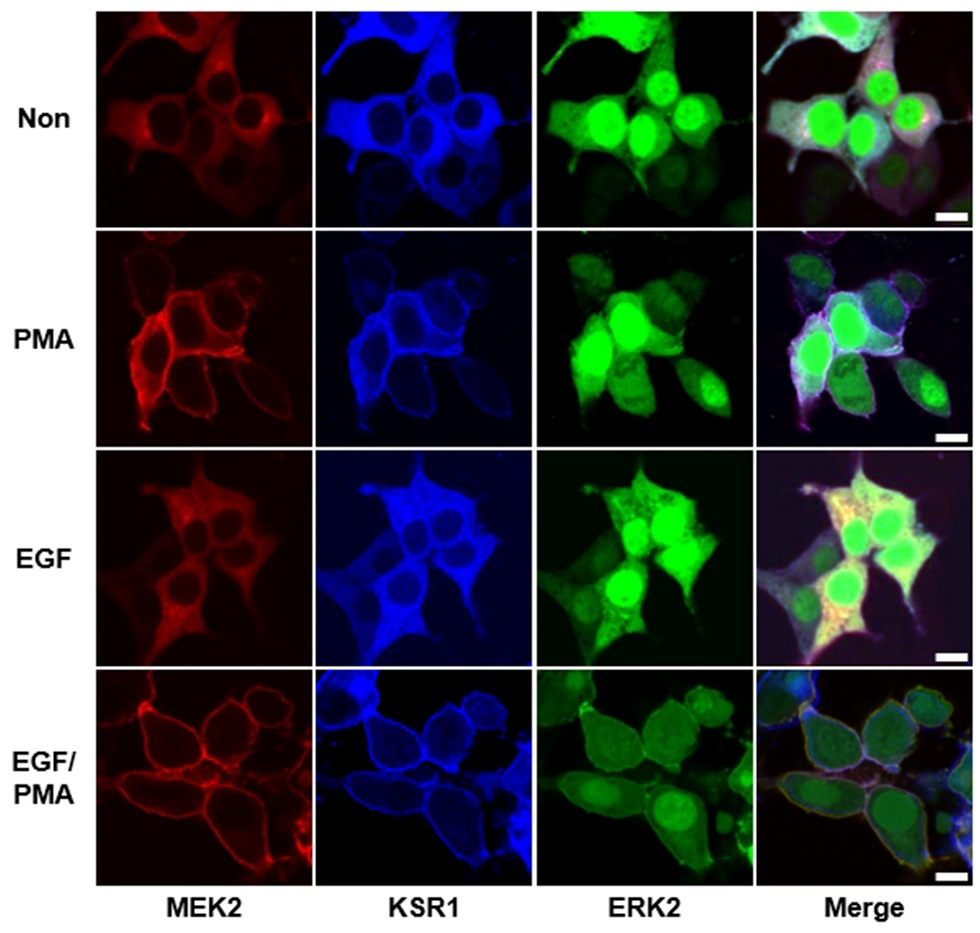 Non
PMA
EGF
EGF/
PMA
MEK2 KSR1 ERK2 Merge